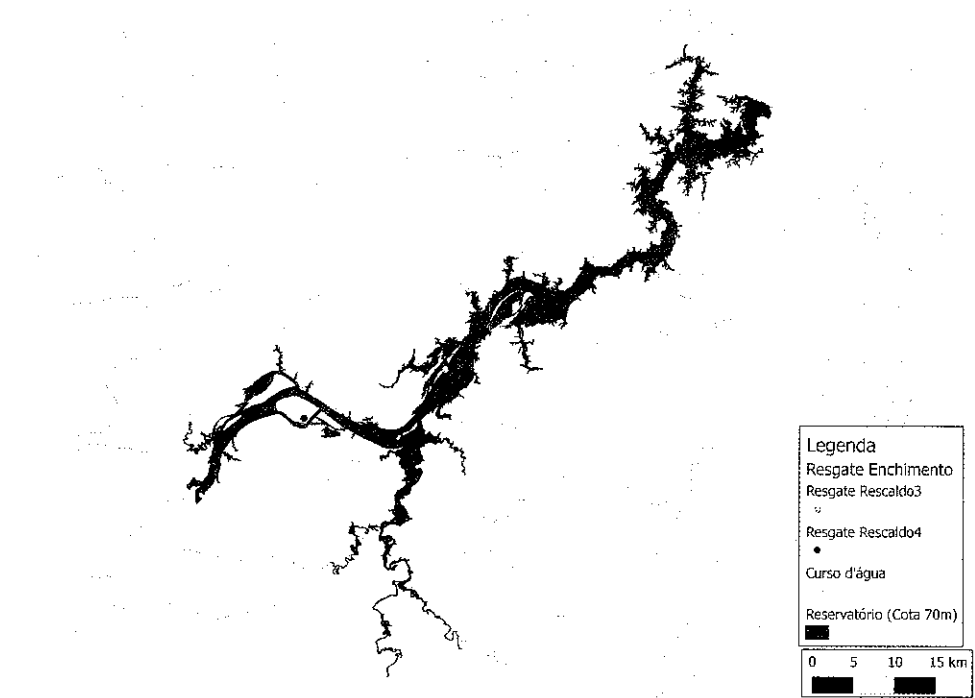 Legenda
Resgate Enchimento
Resgate Rescaldo3
Resgate Rescaldo4
Curso d'água
Reservatório (Cota 70m)
0 5 10 15 km